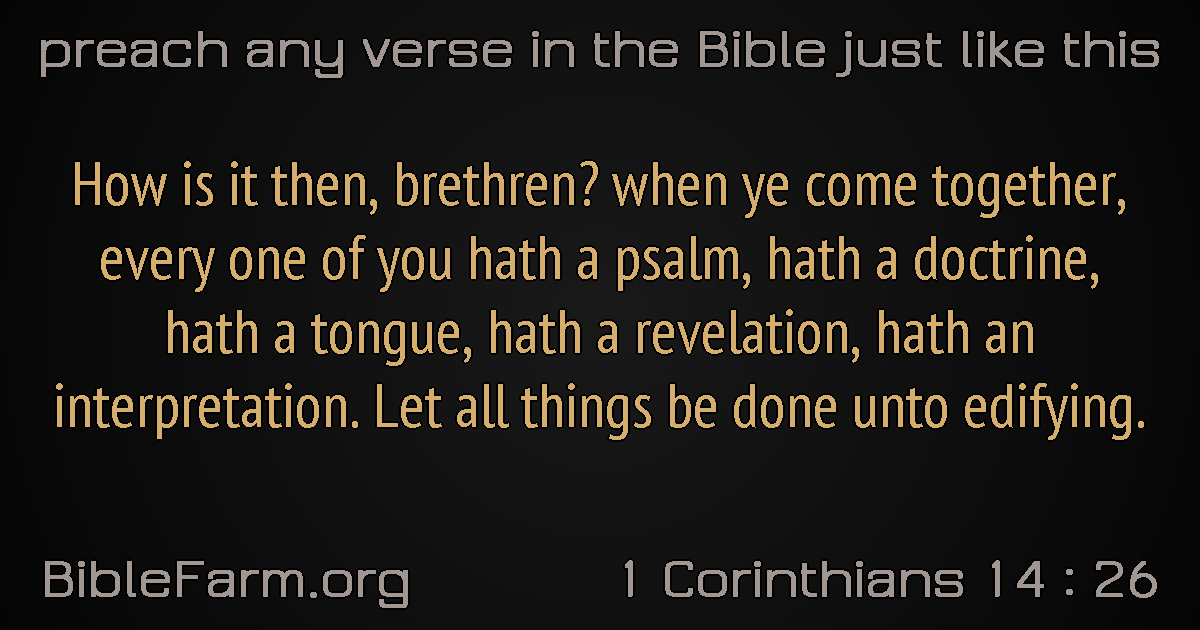 preach any verse in the Bible just like this
How is it then, brethren? when ye come together,
every one of you hath a psalm, hath a doctrine,
hath a tongue, hath a revelation, hath an
interpretation. Let all things be done unto edifying.
BibleFarm.org
1 Corinthians 14 : 26